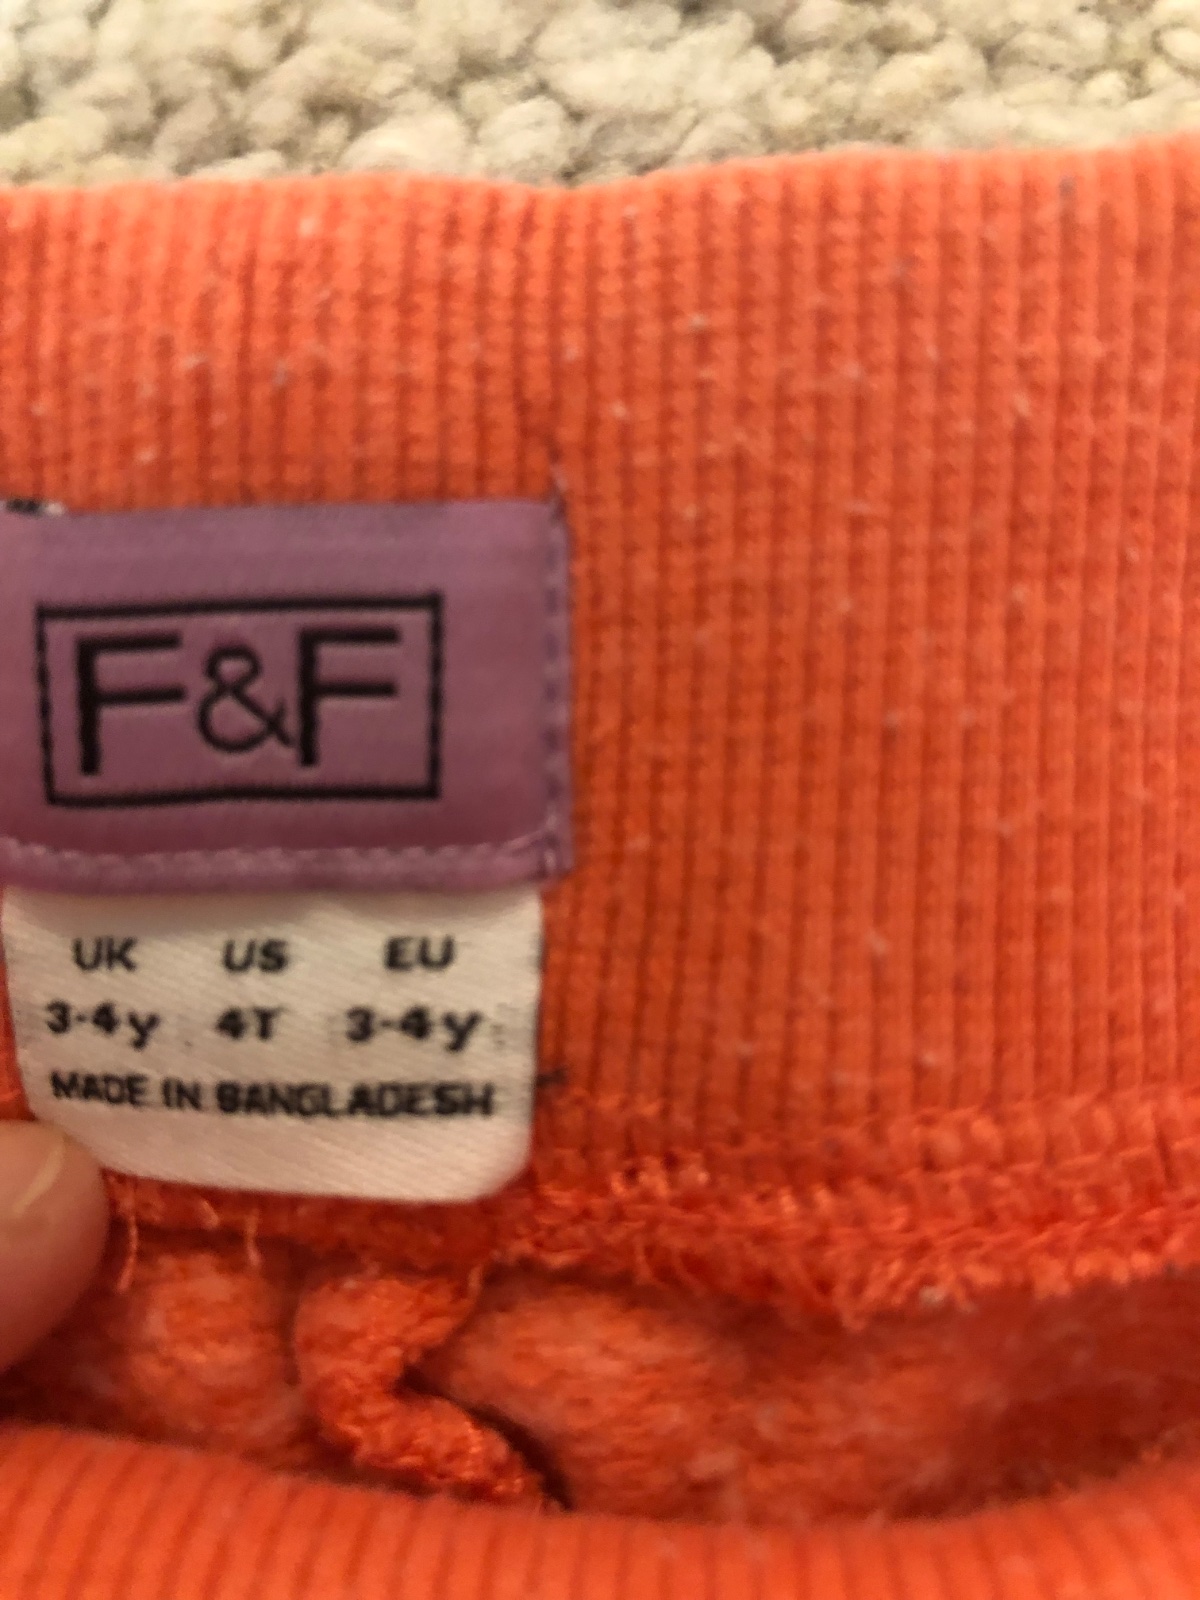 F&F
UK US EU
3-4y 4T 3-4y
MADE IN BANGLADESH